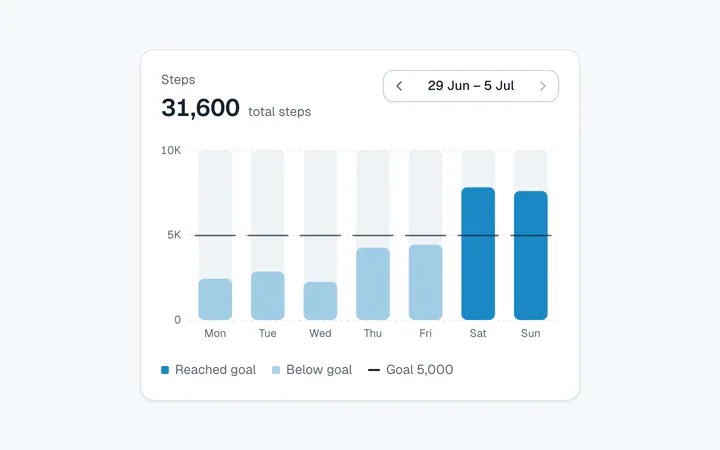 Steps
31,600 total steps
29 Jun – 5 Jul
10K
5K
0
Mon Tue Wed Thu Fri Sat Sun
Reached goal Below goal Goal 5,000